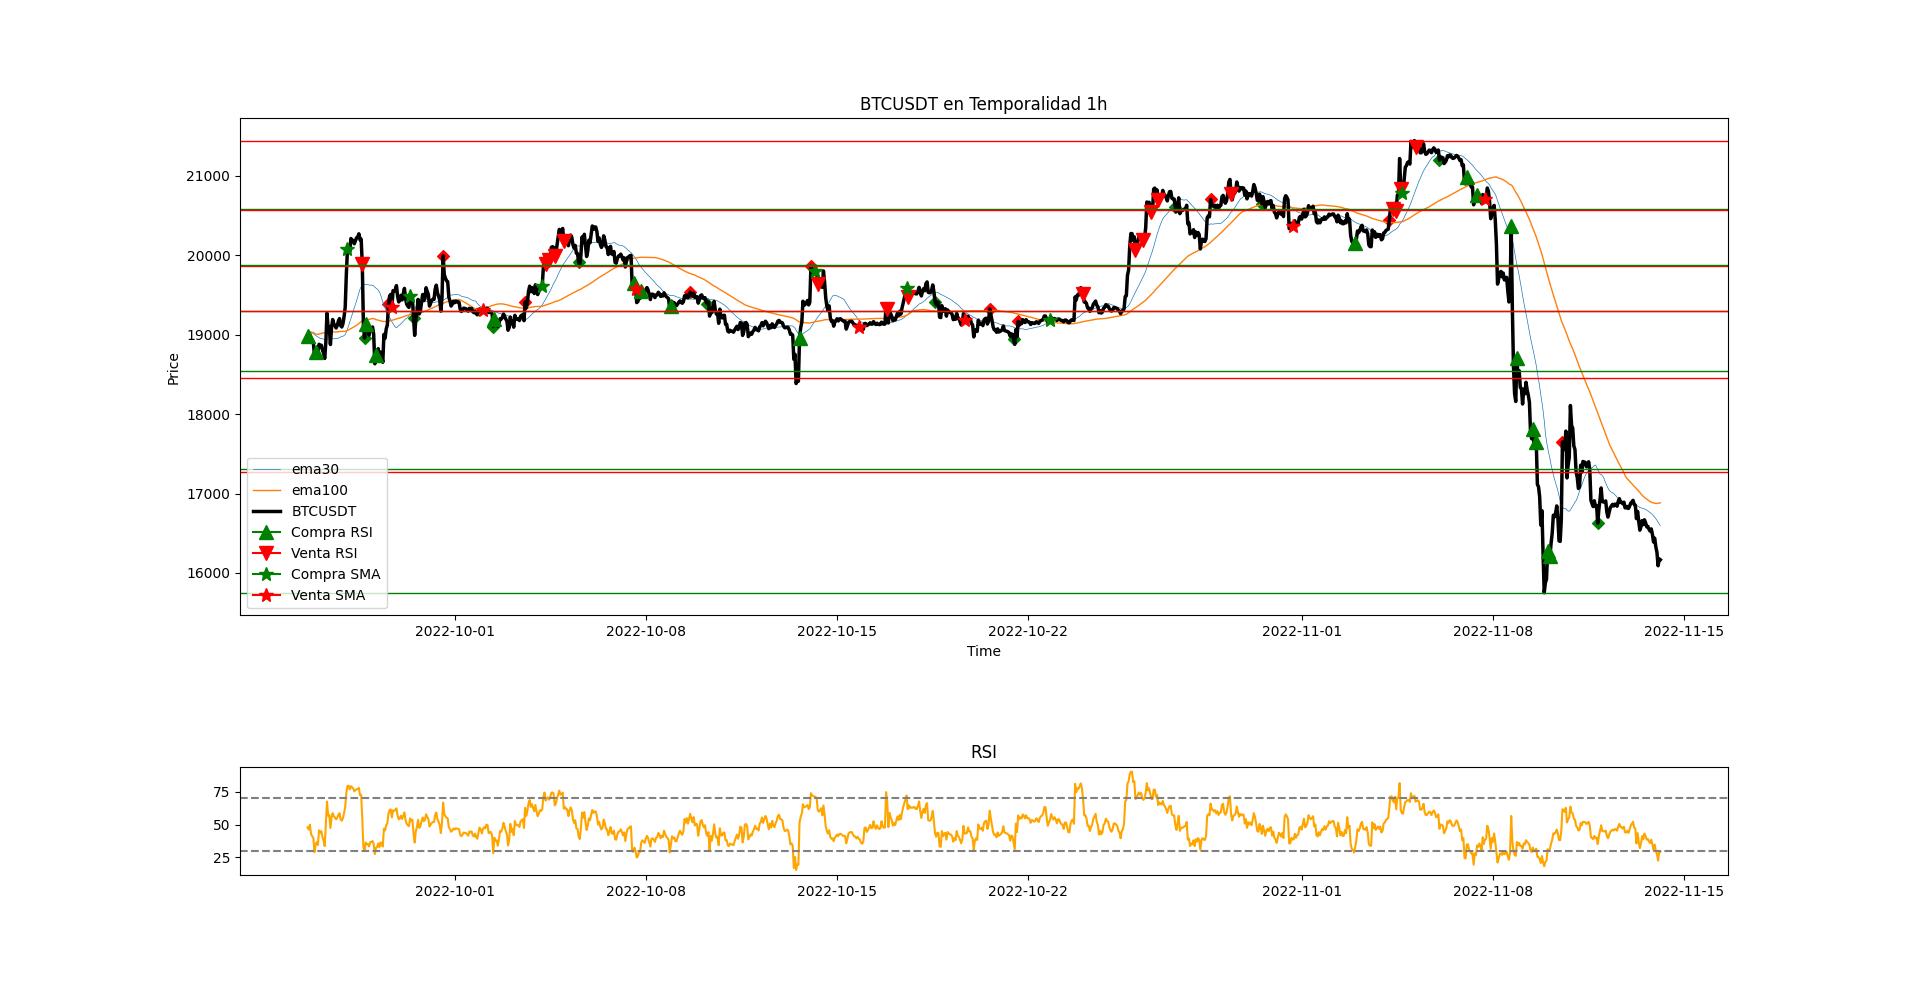 BTCUSDT en Temporalidad 1h
Price
21000
20000
19000
18000
17000
16000
ema30
ema100
BTCUSDT
Compra RSI
Venta RSI
Compra SMA
Venta SMA
2022-10-01 2022-10-08 2022-10-15 2022-10-22 2022-11-01 2022-11-08 2022-11-15
Time
RSI
75
50
25
2022-10-01 2022-10-08 2022-10-15 2022-10-22 2022-11-01 2022-11-08 2022-11-15